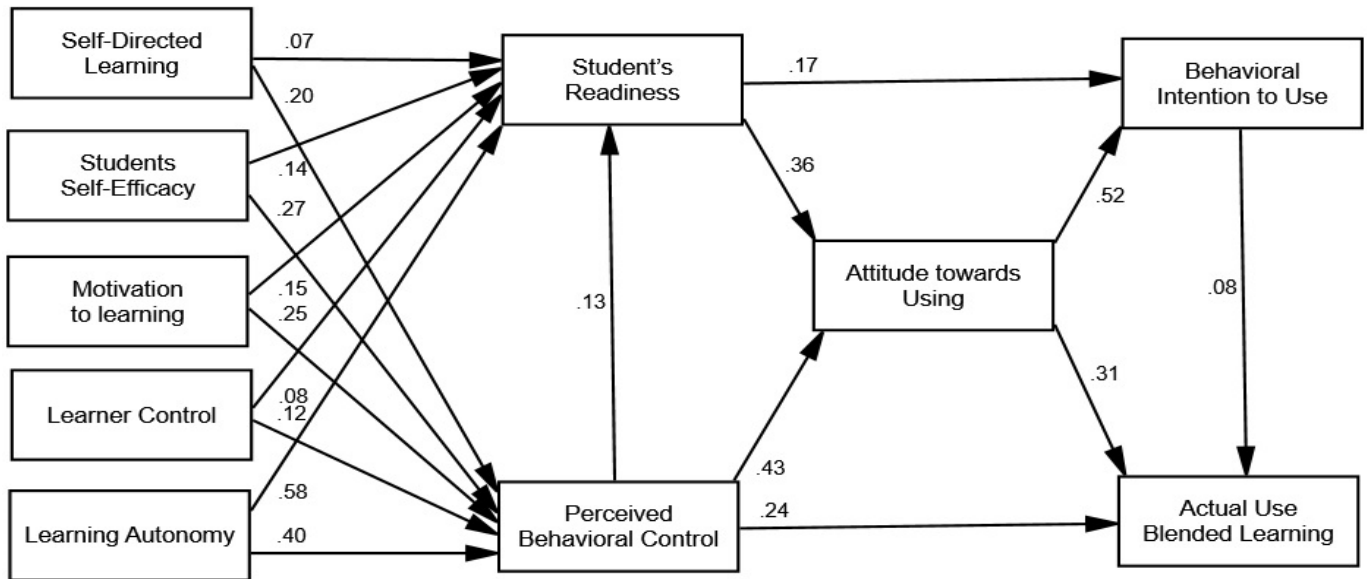 Self-Directed
Learning
.07
.20
Student’s
Readiness
.17
Behavioral
Intention to Use
Students
Self-Efficacy
.14
.27
.36
.52
Motivation
to learning
.15
.25
.13
Attitude towards
Using
.08
Learner Control
.08
.12
.31
Learning Autonomy
.58
.40
Perceived
Behavioral Control
.43
.24
Actual Use
Blended Learning